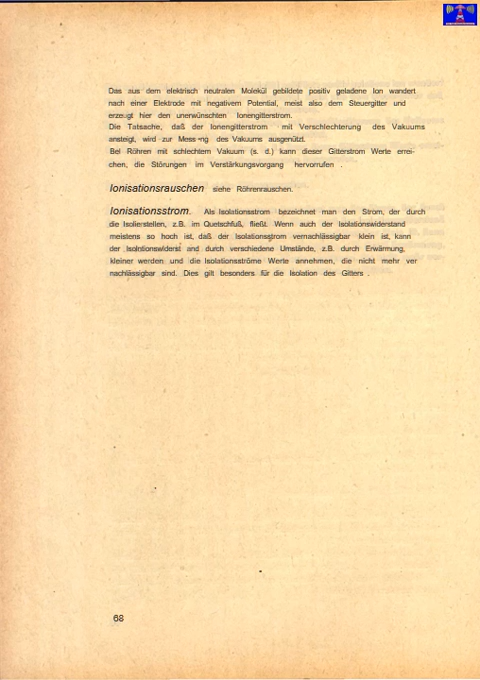 Das aus dem elektrisch neutralen Molekül gebildete positiv geladene Ion wandert
nach einer Elektrode mit negativem Potential, meist also dem Steuergitter und
erzeugt hier den unerwünschten Ionengitterstrom.
Die Tatsache, daß der Ionengitterstrom mit Verschlechterung des Vakuums
ansteigt, wird zur Mess ng des Vakuums ausgenützt.
Bei Röhren mit schlechtem Vakuum (s. d.) kann dieser Gitterstrom Werte errei-
chen, die Störungen im Verstärkungsvorgang hervorrufen .
Ionisationsrauschen siehe Röhrenrauschen.
Ionisationsstrom. Als Isolationsstrom bezeichnet man den Strom, der durch
die Isolierstellen, z.B. im Quetschfuß, fließt. Wenn auch der Isolationswiderstand
meistens so hoch ist, daß der Isolationsstrom vernachlässigbar klein ist, kann
der Isolntionswiderst and durch verschiedene Umstände, z.B. durch Erwärmung,
kleiner werden und die Isolationsströme Werte annehmen, die nicht mehr ver
nachlässigbar sind. Dies gilt besonders für die Isolation des Gitters .
68